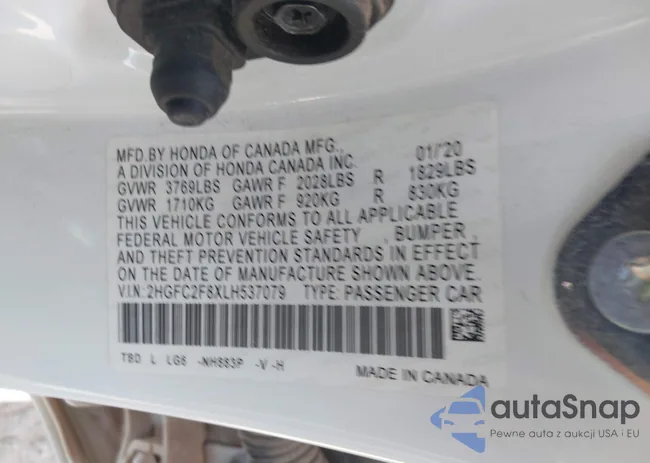 MFD.BY HONDA OF CANADA MFG., 01/'20
A DIVISION OF HONDA CANADA INC.
GVWR 3769LBS GAWR F 2028LBS R 1829LBS
GVWR 1710KG GAWR F 920KG R 830KG
THIS VEHICLE CONFORMS TO ALL APPLICABLE
FEDERAL MOTOR VEHICLE SAFETY , BUMPER ,
AND THEFT PREVENTION STANDARDS IN EFFECT
ON THE DATE OF MANUFACTURE SHOWN ABOVE.
V.I.N: 2HGFC2F8XLH537079 TYPE: PASSENGER CAR
TBD L LG6 -NH883P -V -H
MADE IN CANADA
autaSnap
Pewne auta z aukcji USA i EU